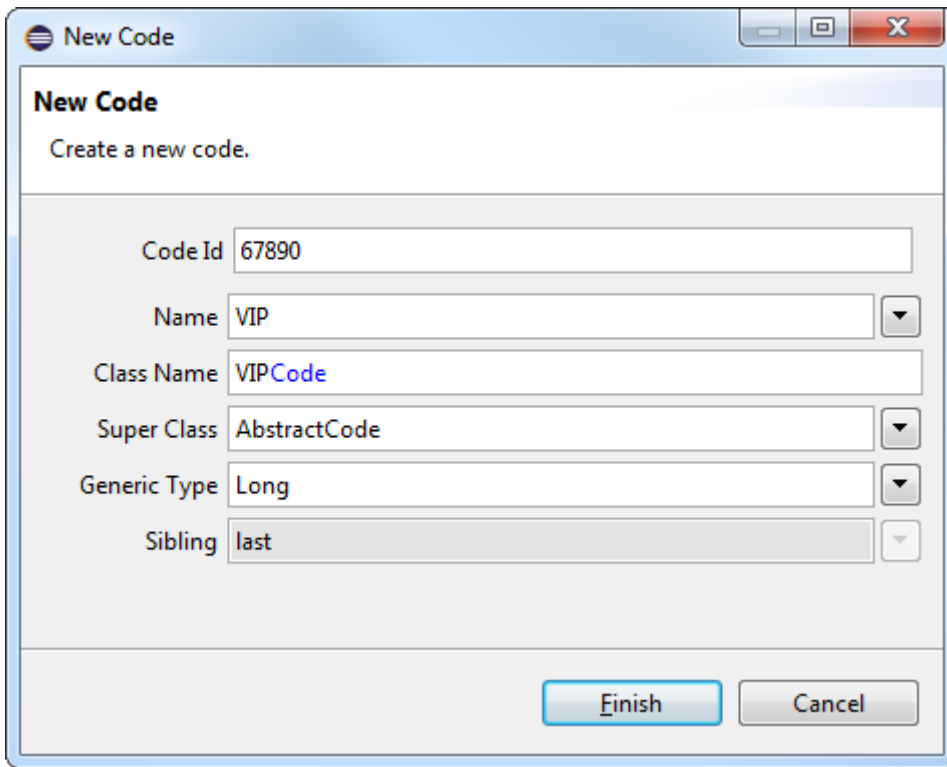 New Code
New Code
Create a new code.
Code Id 67890
Name VIP
Class Name VIPCode
Super Class AbstractCode
Generic Type Long
Sibling last
Finish Cancel